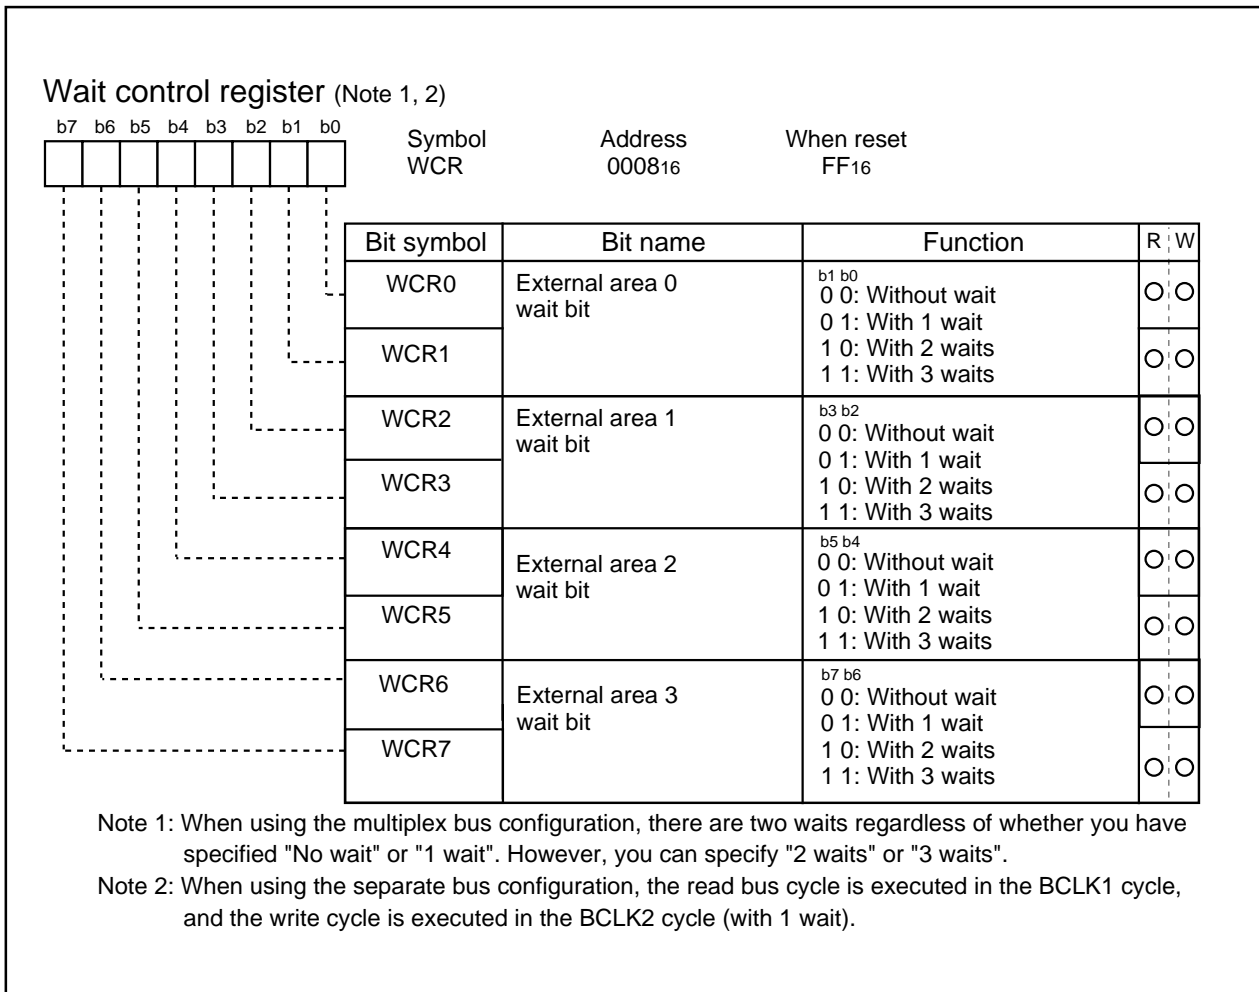 Wait control register (Note 1, 2)
b7 b6 b5 b4 b3 b2 b1 b0
Symbol Address When reset
WCR 000816 FF16
Bit symbol Bit name Function R W
WCR0 External area 0
wait bit
b1 b0
0 0: Without wait
0 1: With 1 wait
1 0: With 2 waits
1 1: With 3 waits
WCR1
WCR2 External area 1
wait bit
b3 b2
0 0: Without wait
0 1: With 1 wait
1 0: With 2 waits
1 1: With 3 waits
WCR3
WCR4 External area 2
wait bit
b5 b4
0 0: Without wait
0 1: With 1 wait
1 0: With 2 waits
1 1: With 3 waits
WCR5
WCR6 External area 3
wait bit
b7 b6
0 0: Without wait
0 1: With 1 wait
1 0: With 2 waits
1 1: With 3 waits
WCR7
Note 1: When using the multiplex bus configuration, there are two waits regardless of whether you have
specified "No wait" or "1 wait". However, you can specify "2 waits" or "3 waits".
Note 2: When using the separate bus configuration, the read bus cycle is executed in the BCLK1 cycle,
and the write cycle is executed in the BCLK2 cycle (with 1 wait).